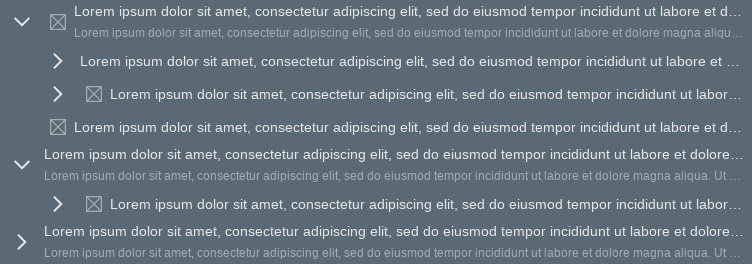 Lorem ipsum dolor sit amet, consectetur adipiscing elit, sed do eiusmod tempor incididunt ut labore et d…
Lorem ipsum dolor sit amet, consectetur adipiscing elit, sed do eiusmod tempor incididunt ut labore et dolore magna aliqu…
Lorem ipsum dolor sit amet, consectetur adipiscing elit, sed do eiusmod tempor incididunt ut labore et …
Lorem ipsum dolor sit amet, consectetur adipiscing elit, sed do eiusmod tempor incididunt ut labor…
Lorem ipsum dolor sit amet, consectetur adipiscing elit, sed do eiusmod tempor incididunt ut labore et d…
Lorem ipsum dolor sit amet, consectetur adipiscing elit, sed do eiusmod tempor incididunt ut labore et dolore…
Lorem ipsum dolor sit amet, consectetur adipiscing elit, sed do eiusmod tempor incididunt ut labore et dolore magna aliqua. Ut …
Lorem ipsum dolor sit amet, consectetur adipiscing elit, sed do eiusmod tempor incididunt ut labor…
Lorem ipsum dolor sit amet, consectetur adipiscing elit, sed do eiusmod tempor incididunt ut labore et dolore…
Lorem ipsum dolor sit amet, consectetur adipiscing elit, sed do eiusmod tempor incididunt ut labore et dolore magna aliqua. Ut …